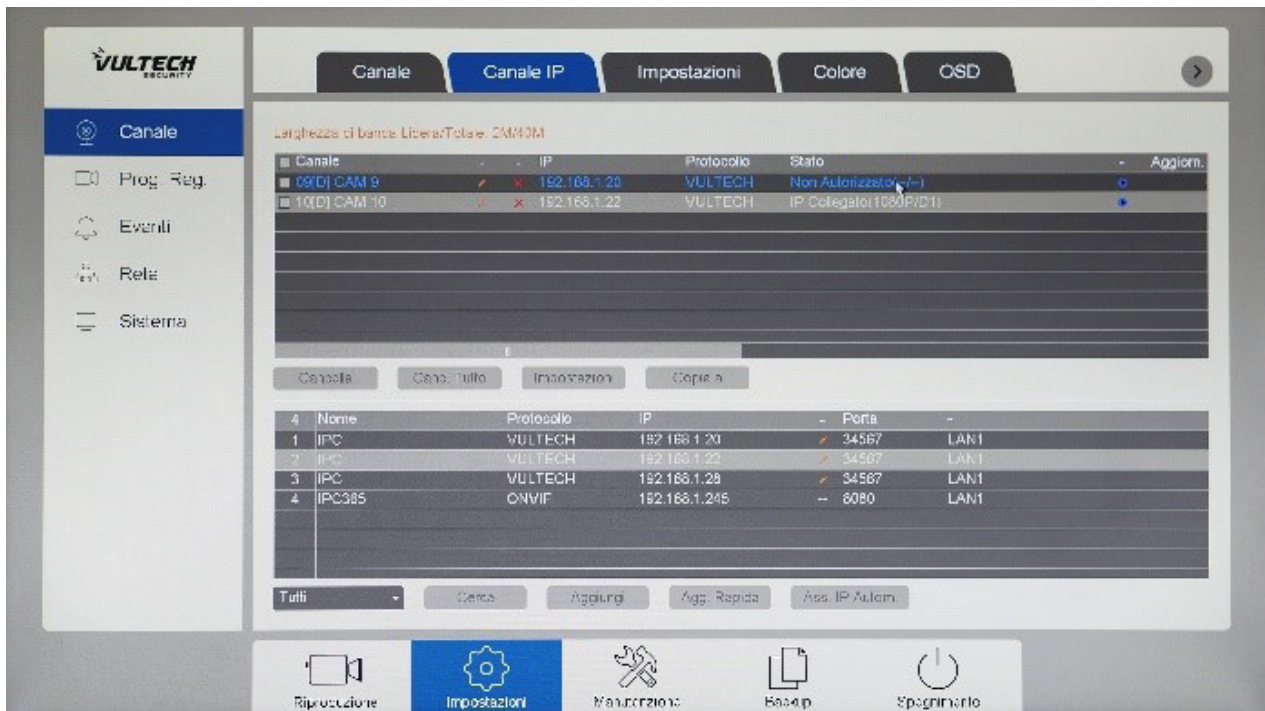 VULTECH
SECURITY
Canale Canale IP Impostazioni Colore OSD
Canale
Prog. Reg.
Eventi
Rete
Sistema
Larghezza di banda Libera/Totale: 2M/40M
Canale - - IP Protocollo Stato - Aggiorn.
09[D] CAM 9 192.168.1.20 VULTECH Non Autorizzato(--/--)
10[D] CAM 10 192.168.1.22 VULTECH IP Collegato(1080P/D1)
Cancella Canc. Tutto Impostazioni Copia a
4 Nome Protocollo IP - Porta -
1 IPC VULTECH 192.168.1.20 34567 LAN1
2 IPC VULTECH 192.168.1.22 34567 LAN1
3 IPC VULTECH 192.168.1.28 34567 LAN1
4 IPC365 ONVIF 192.168.1.245 -- 8080 LAN1
Tutti Cerca Aggiungi Agg. Rapida Ass. IP Autom.
Riproduzione Impostazioni Manutenzione Backup Spegnimento